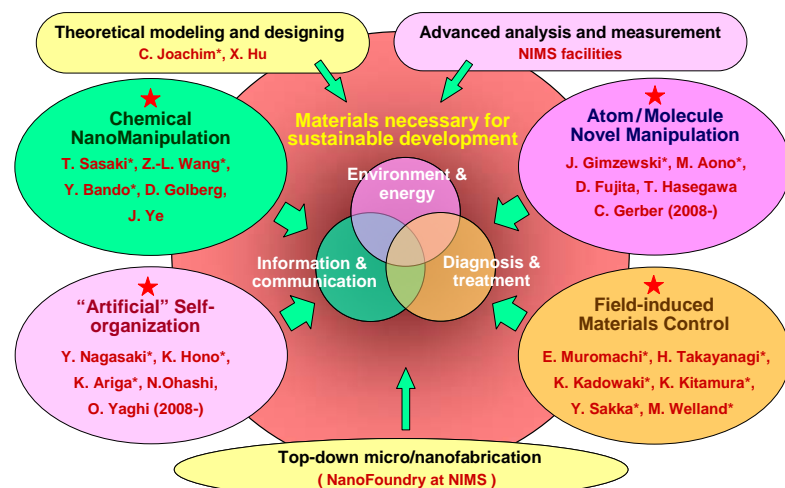 Theoretical modeling and designing
C. Joachim*, X. Hu
Advanced analysis and measurement
NIMS facilities
Chemical
NanoManipulation
T. Sasaki*, Z.-L. Wang*,
Y. Bando*, D. Golberg,
J. Ye
Materials necessary for
sustainable development
Atom/Molecule
Novel Manipulation
J. Gimzewski*, M. Aono*,
D. Fujita, T. Hasegawa
C. Gerber (2008-)
Environment &
energy
Information &
communication
Diagnosis &
treatment
“Artificial” Self-
organization
Y. Nagasaki*, K. Hono*,
K. Ariga*, N.Ohashi,
O. Yaghi (2008-)
Field-induced
Materials Control
E. Muromachi*, H. Takayanagi*,
K. Kadowaki*, K. Kitamura*,
Y. Sakka*, M. Welland*
Top-down micro/nanofabrication
( NanoFoundry at NIMS )